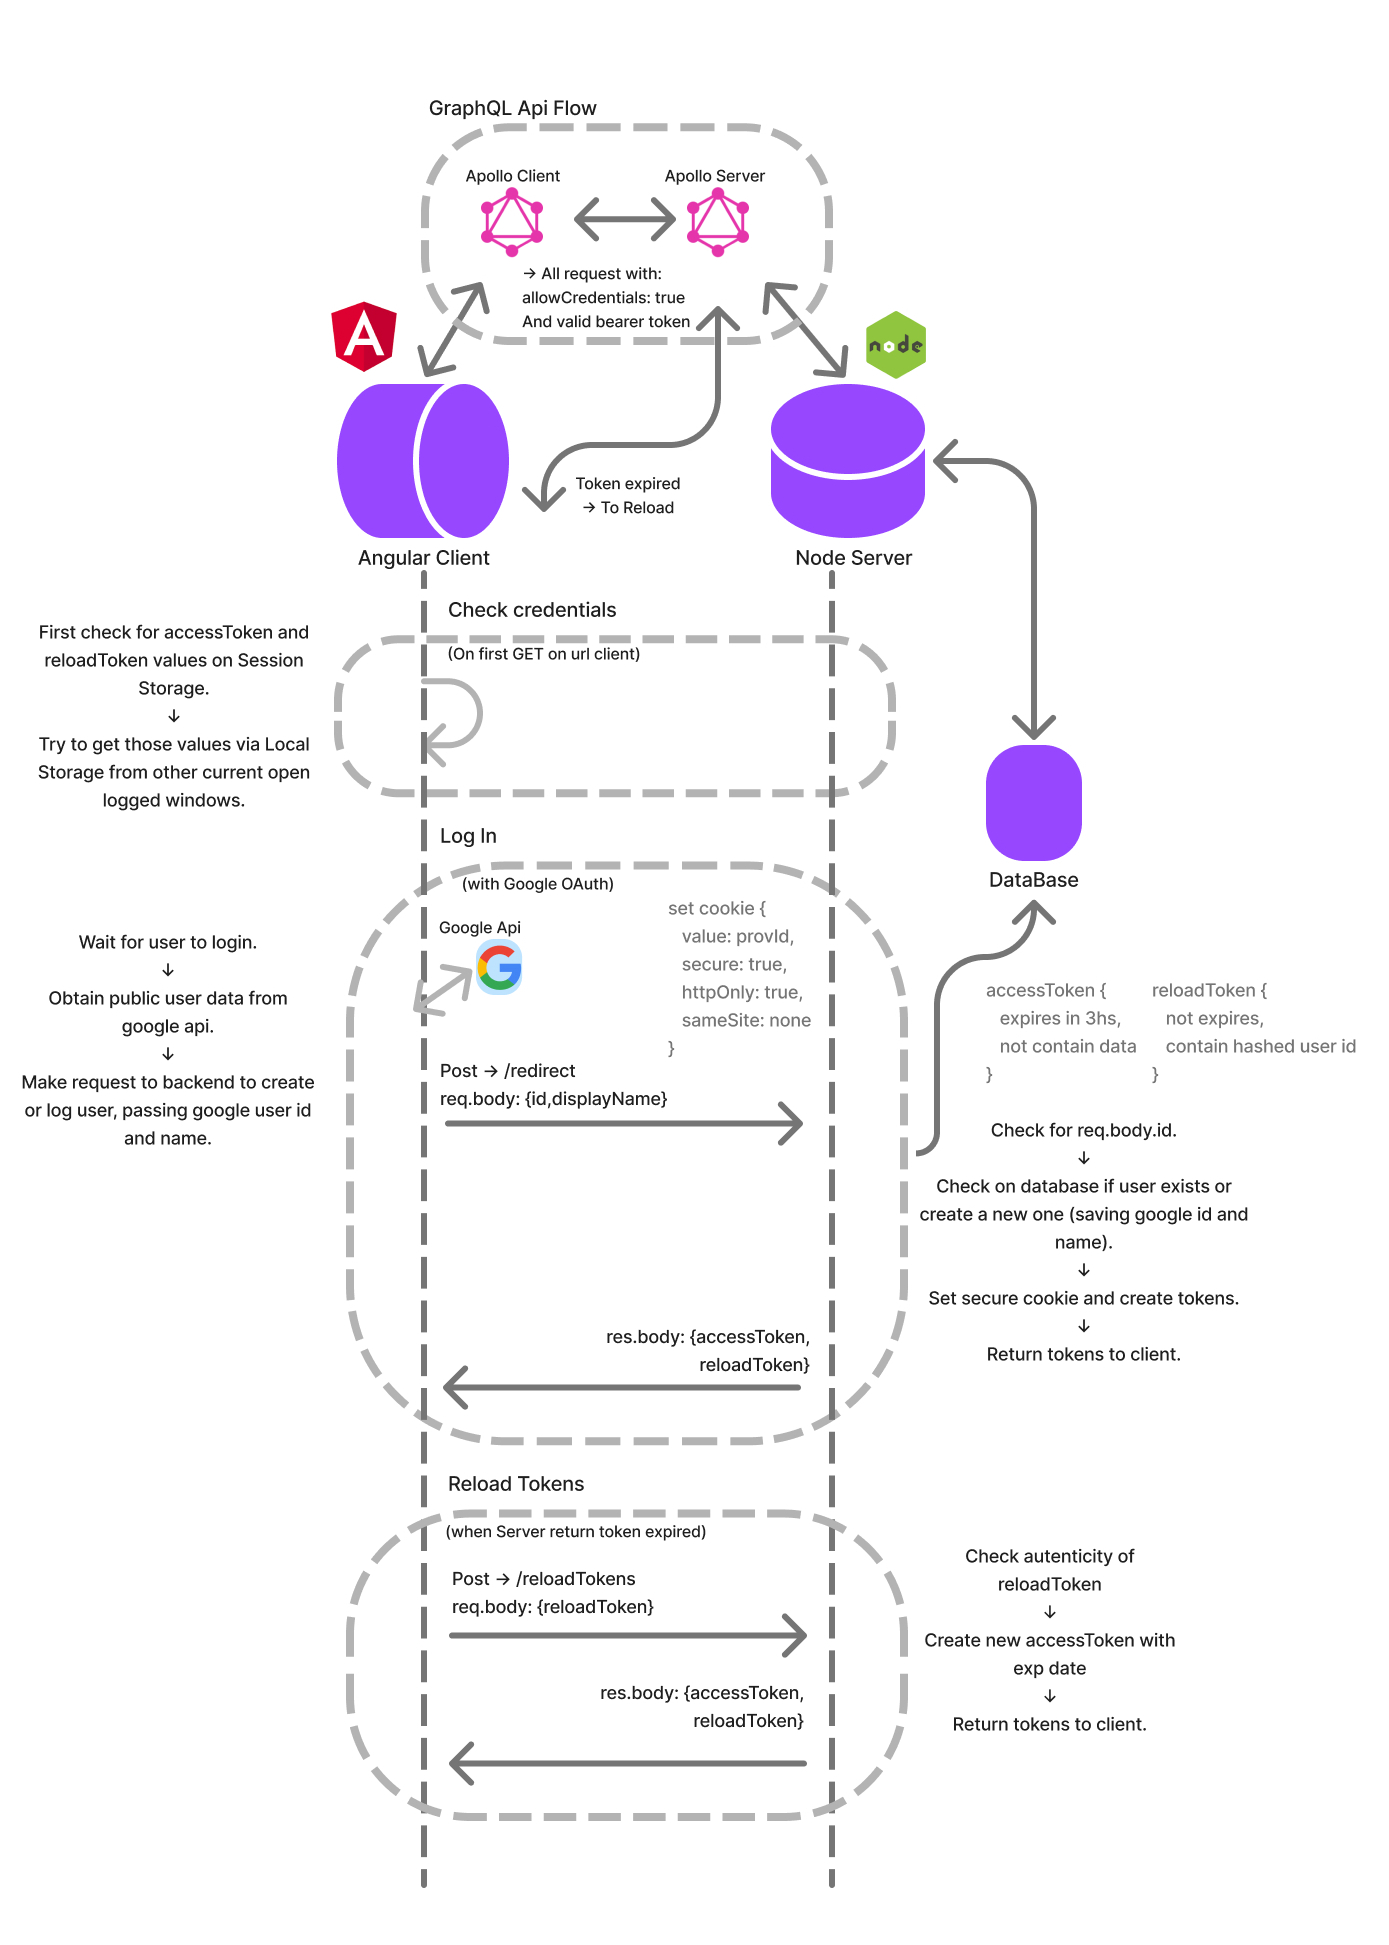 GraphQL Api Flow
Apollo Client
Apollo Server
→ All request with:
allowCredentials: true
And valid bearer token
node
Token expired
→ To Reload
Angular Client
Node Server
Check credentials
(On first GET on url client)
First check for accessToken and
reloadToken values on Session
Storage.
↓
Try to get those values via Local
Storage from other current open
logged windows.
DataBase
Log In
(with Google OAuth)
Google Api
set cookie {
value: provId,
secure: true,
httpOnly: true,
sameSite: none
}
Wait for user to login.
↓
Obtain public user data from
google api.
↓
Make request to backend to create
or log user, passing google user id
and name.
Post → /redirect
req.body: {id,displayName}
accessToken {
expires in 3hs,
not contain data
}
reloadToken {
not expires,
contain hashed user id
}
Check for req.body.id.
↓
Check on database if user exists or
create a new one (saving google id and
name).
↓
Set secure cookie and create tokens.
↓
Return tokens to client.
res.body: {accessToken,
reloadToken}
Reload Tokens
(when Server return token expired)
Post → /reloadTokens
req.body: {reloadToken}
res.body: {accessToken,
reloadToken}
Check autenticity of
reloadToken
↓
Create new accessToken with
exp date
↓
Return tokens to client.